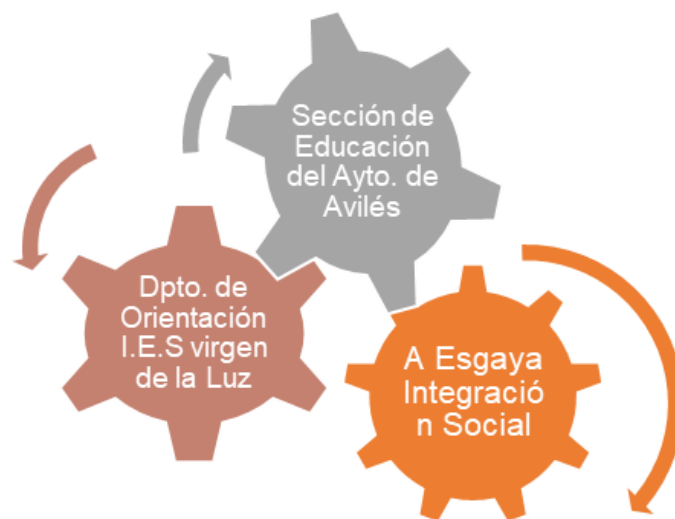 Sección de
Educación
del Ayto. de
Avilés
Dpto. de
Orientación
I.E.S virgen
de la Luz
A Esgaya
Integració
n Social